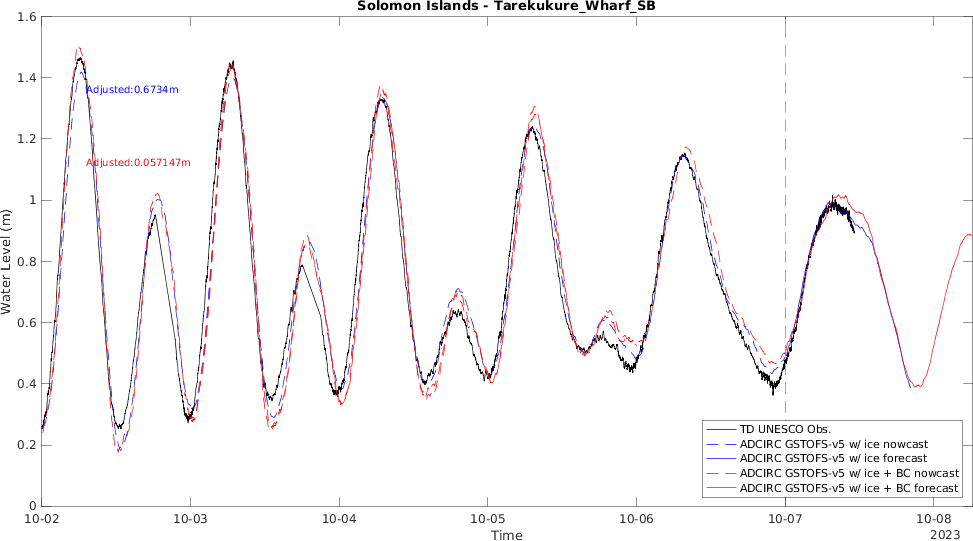 Solomon Islands - Tarekukure_Wharf_SB
1.6
1.4
1.2
1
0.8
0.6
0.4
0.2
0
Water Level (m)
Adjusted:0.6734m
Adjusted:0.057147m
TD UNESCO Obs.
ADCIRC GSTOFS-v5 w/ ice nowcast
ADCIRC GSTOFS-v5 w/ ice forecast
ADCIRC GSTOFS-v5 w/ ice + BC nowcast
ADCIRC GSTOFS-v5 w/ ice + BC forecast
10-02 10-03 10-04 10-05 10-06 10-07 10-08
2023
Time